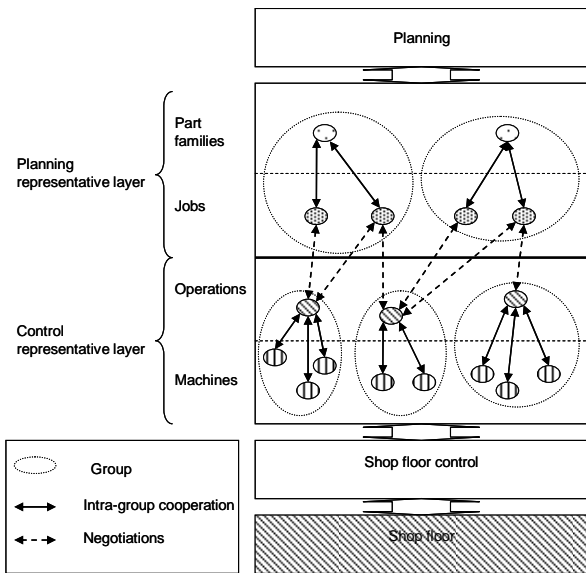 Planning
Part
families
Planning
representative layer
Jobs
Operations
Control
representative layer
Machines
Group
Intra-group cooperation
Negotiations
Shop floor control
Shop floor